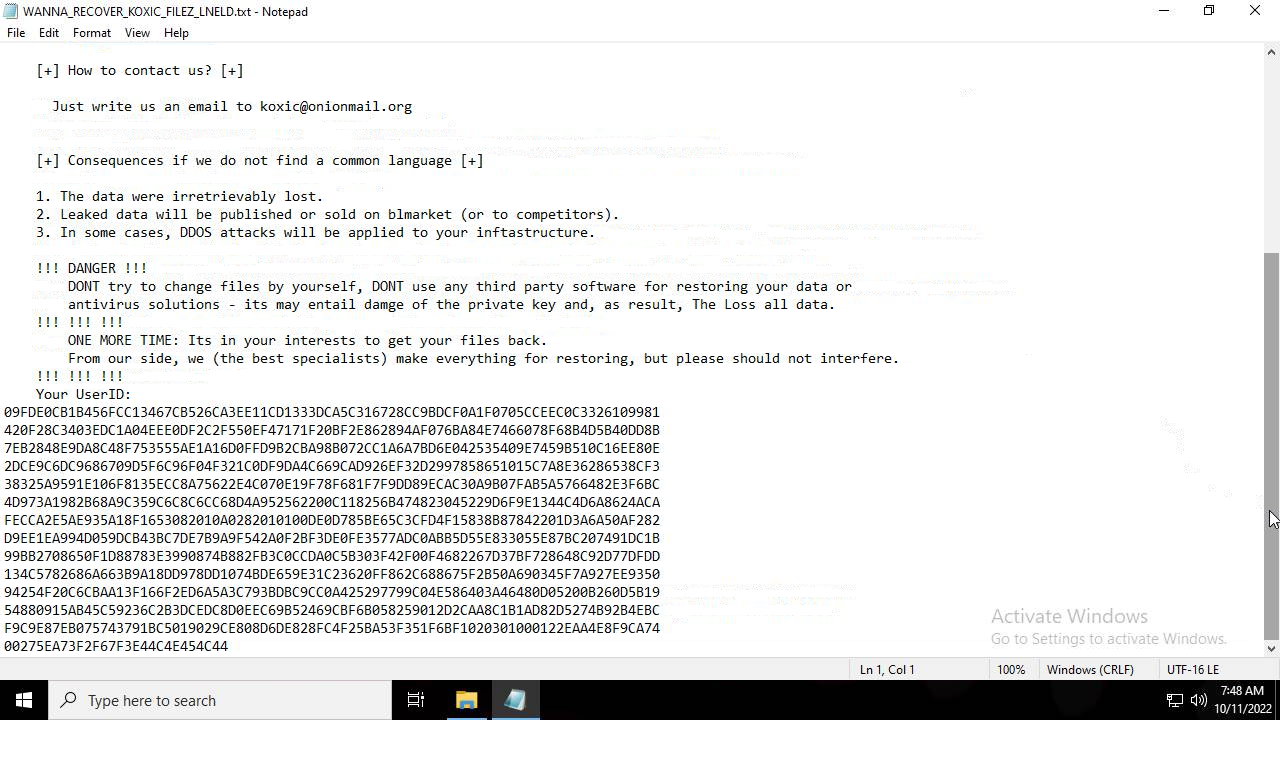 WANNA_RECOVER_KOXIC_FILEZ_LNELD.txt - Notepad
File Edit Format View Help
[+] How to contact us? [+]
Just write us an email to koxic@onionmail.org
[+] Consequences if we do not find a common language [+]
1. The data were irretrievably lost.
2. Leaked data will be published or sold on blmarket (or to competitors).
3. In some cases, DDOS attacks will be applied to your inftastructure.
!!! DANGER !!!
DONT try to change files by yourself, DONT use any third party software for restoring your data or
antivirus solutions - its may entail damge of the private key and, as result, The Loss all data.
!!! !!! !!!
ONE MORE TIME: Its in your interests to get your files back.
From our side, we (the best specialists) make everything for restoring, but please should not interfere.
!!! !!! !!!
Your UserID:
09FDE0CB1B456FCC13467CB526CA3EE11CD1333DCA5C316728CC9BDCF0A1F0705CCEEC0C3326109981
420F28C3403EDC1A04EEE0DF2C2F550EF47171F20BF2E862894AF076BA84E7466078F68B4D5B40DD8B
7EB2848E9DA8C48F753555AE1A16D0FFD9B2CBA98B072CC1A6A7BD6E042535409E7459B510C16EE80E
2DCE9C6DC9686709D5F6C96F04F321C0DF9DA4C669CAD926EF32D2997858651015C7A8E36286538CF3
38325A9591E106F8135ECC8A75622E4C070E19F78F681F7F9DD89ECAC30A9B07FAB5A5766482E3F6BC
4D973A1982B68A9C359C6C8C6CC68D4A952562200C118256B474823045229D6F9E1344C4D6A8624ACA
FECCA2E5AE935A18F1653082010A0282010100DE0D785BE65C3CFD4F15838B87842201D3A6A50AF282
D9EE1EA994D059DCB43BC7DE7B9A9F542A0F2BF3DE0FE3577ADC0ABB5D55E833055E87BC207491DC1B
99BB2708650F1D88783E3990874B882FB3C0CCDA0C5B303F42F00F4682267D37BF728648C92D77DFDD
134C5782686A663B9A18DD978DD1074BDE659E31C23620FF862C688675F2B50A690345F7A927EE9350
94254F20C6CBAA13F166F2ED6A5A3C793BDBC9CC0A425297799C04E586403A46480D05200B260D5B19
54880915AB45C59236C2B3DCEDC8D0EEC69B52469CBF6B058259012D2CAA8C1B1AD82D5274B92B4EBC
F9C9E87EB075743791BC5019029CE808D6DE828FC4F25BA53F351F6BF1020301000122EAA4E8F9CA74
00275EA73F2F67F3E44C4E454C44
Activate Windows
Go to Settings to activate Windows.
Ln 1, Col 1 100% Windows (CRLF) UTF-16 LE
Type here to search
7:48 AM
10/11/2022